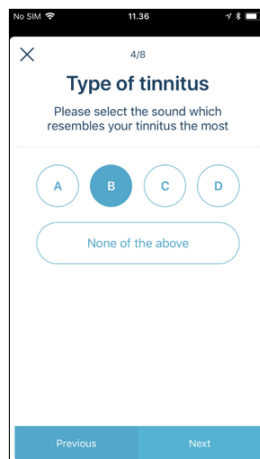 No SIM 11.36
4/8
Type of tinnitus
Please select the sound which
resembles your tinnitus the most
A B C D
None of the above
Previous Next